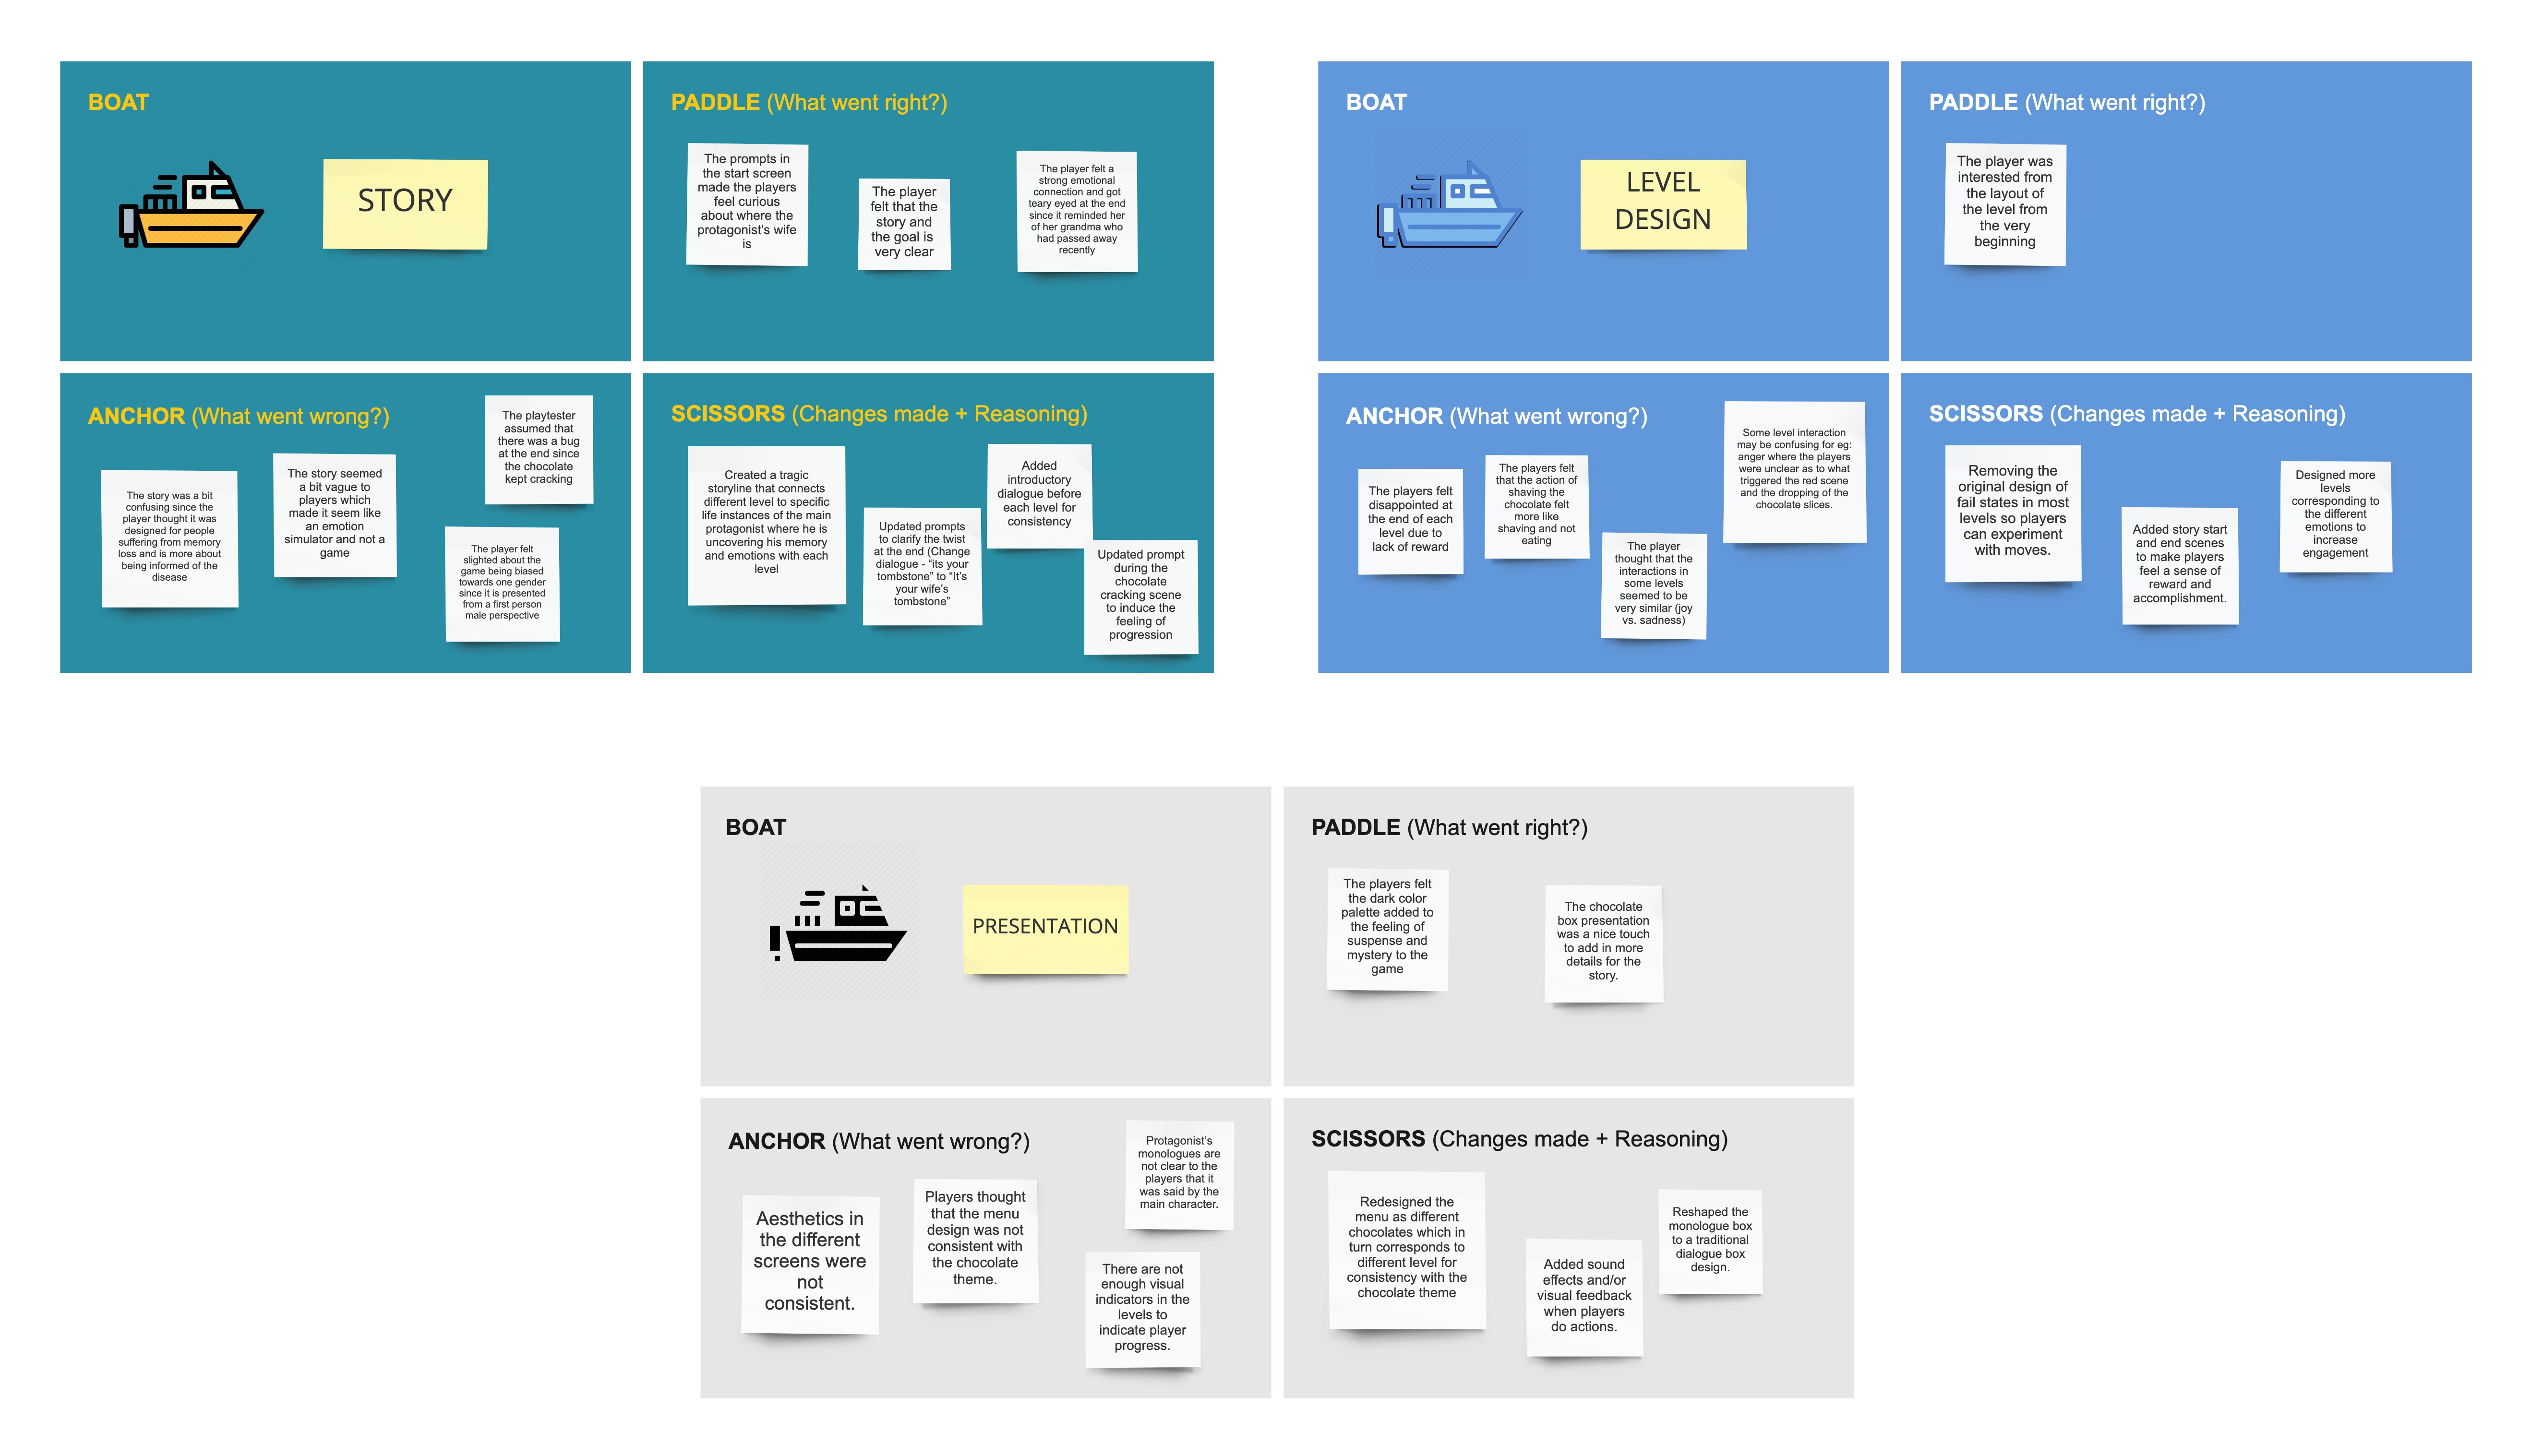 BOAT
STORY
PADDLE (What went right?)
The prompts in
the start screen
made the players
feel curious
about where the
protagonist's wife
is
The player
felt that the
story and
the goal is
very clear
The player felt a
strong emotional
connection and got
teary eyed at the end
since it reminded her
of her grandma who
had passed away
recently
ANCHOR (What went wrong?)
The story was a bit
confusing since the
player thought it was
designed for people
suffering from memory
loss and is more about
being informed of the
disease
The story seemed
a bit vague to
players which
made it seem like
an emotion
simulator and not a
game
The playtester
assumed that
there was a bug
at the end since
the chocolate
kept cracking
The player felt
slighted about the
game being biased
towards one gender
since it is presented
from a first person
male perspective
SCISSORS (Changes made + Reasoning)
Created a tragic
storyline that connects
different level to specific
life instances of the main
protagonist where he is
uncovering his memory
and emotions with each
level
Updated prompts
to clarify the twist
at the end (Change
dialogue - “its your
tombstone” to “It’s
your wife’s
tombstone”
Added
introductory
dialogue before
each level for
consistency
Updated prompt
during the
chocolate
cracking scene
to induce the
feeling of
progression
BOAT
LEVEL
DESIGN
PADDLE (What went right?)
The player was
interested from
the layout of
the level from
the very
beginning
ANCHOR (What went wrong?)
The players felt
disappointed at
the end of each
level due to
lack of reward
The players felt
that the action of
shaving the
chocolate felt
more like
shaving and not
eating
The player
thought that the
interactions in
some levels
seemed to be
very similar (joy
vs. sadness)
Some level interaction
may be confusing for eg:
anger where the players
were unclear as to what
triggered the red scene
and the dropping of the
chocolate slices.
SCISSORS (Changes made + Reasoning)
Removing the
original design of
fail states in most
levels so players
can experiment
with moves.
Added story start
and end scenes
to make players
feel a sense of
reward and
accomplishment.
Designed more
levels
corresponding to
the different
emotions to
increase
engagement
BOAT
PRESENTATION
PADDLE (What went right?)
The players felt
the dark color
palette added to
the feeling of
suspense and
mystery to the
game
The chocolate
box presentation
was a nice touch
to add in more
details for the
story.
ANCHOR (What went wrong?)
Aesthetics in
the different
screens were
not
consistent.
Players thought
that the menu
design was not
consistent with
the chocolate
theme.
Protagonist’s
monologues are
not clear to the
players that it
was said by the
main character.
There are not
enough visual
indicators in the
levels to
indicate player
progress.
SCISSORS (Changes made + Reasoning)
Redesigned the
menu as different
chocolates which in
turn corresponds to
different level for
consistency with the
chocolate theme
Added sound
effects and/or
visual feedback
when players
do actions.
Reshaped the
monologue box
to a traditional
dialogue box
design.